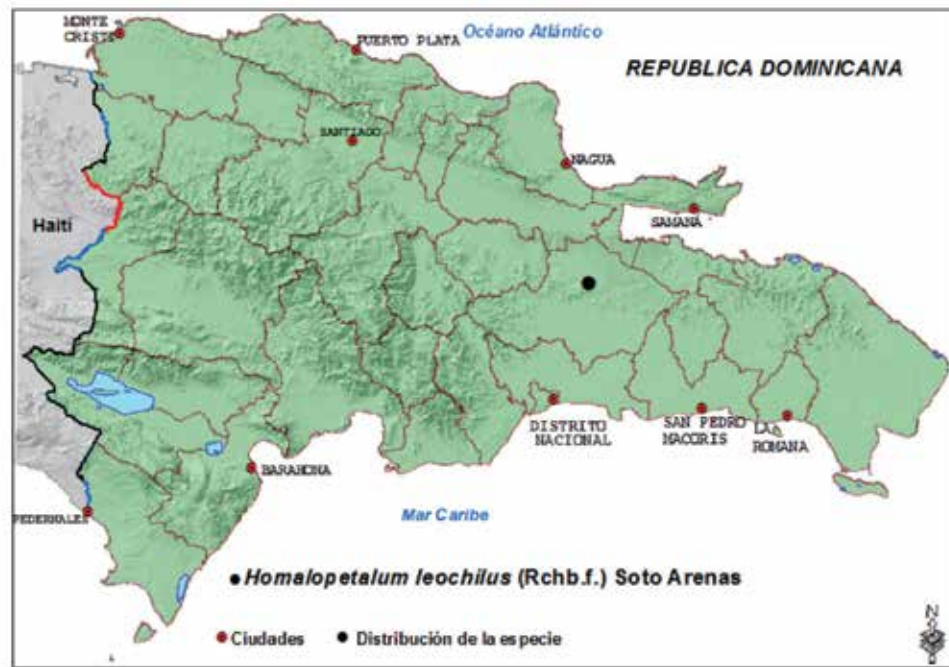 MONTE
CRISTI
PUERTO PLATA
Océano Atlántico
REPUBLICA DOMINICANA
SANTIAGO
NAGUA
SAMANÁ
Haití
DISTRITO
NACIONAL
SAN PEDRO
MACORIS
LA
ROMANA
BARAHONA
PEDERNALES
Mar Caribe
Homalopetalum leochilus (Rchb.f.) Soto Arenas
Ciudades
Distribución de la especie
N